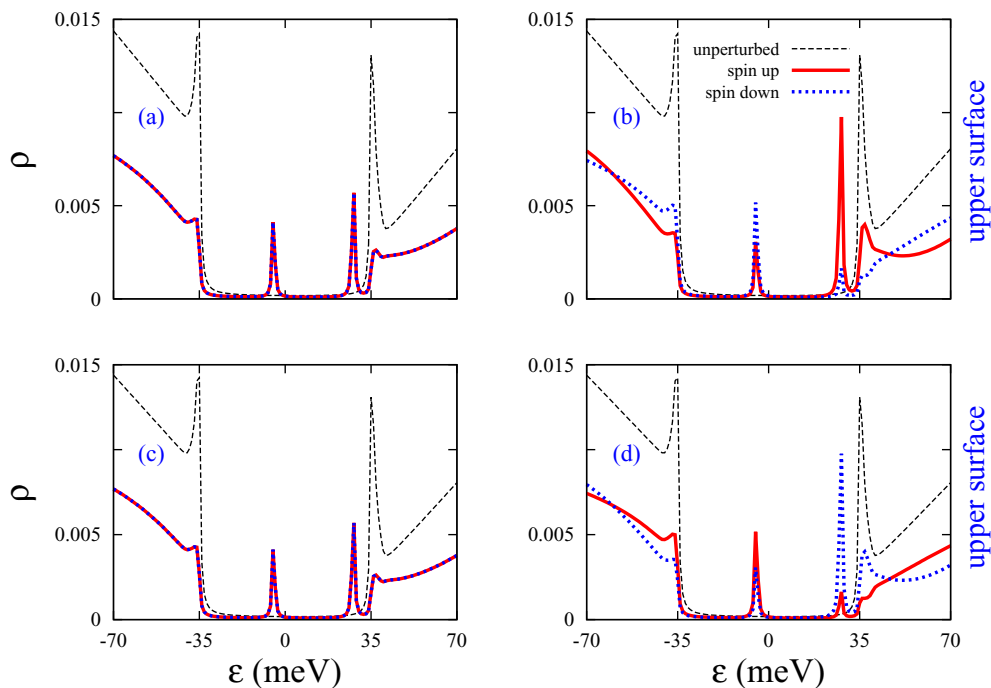 0.015
0.005
0
ρ
(a)
0.015
0.005
0
(b)
unperturbed
spin up
spin down
upper surface
0.015
0.005
0
-70
-35
0
35
70
ρ
(c)
ε (meV)
0.015
0.005
0
-70
-35
0
35
70
(d)
ε (meV)
upper surface